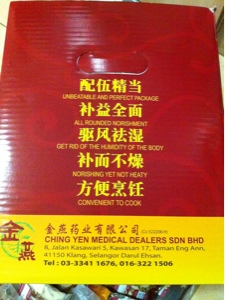 配伍精当
UNBEATABLE AND PERFECT PACKAGE
补益全面
ALL ROUNDED NORISHMENT
驱风祛湿
GET RID OF THE HUMIDITY OF THE BODY
补而不燥
NORISHING YET NOT HEATY
方便烹饪
CONVENIENT TO COOK
金燕
金燕药业有限公司
CHING YEN MEDICAL DEALERS SDN BHD
8, Jalan Kasawari 5, Kawasan 17, Taman Eng Ann,
41150 Klang, Selangor Darul Ehsan.
Tel : 03-3341 1676, 016-322 1506